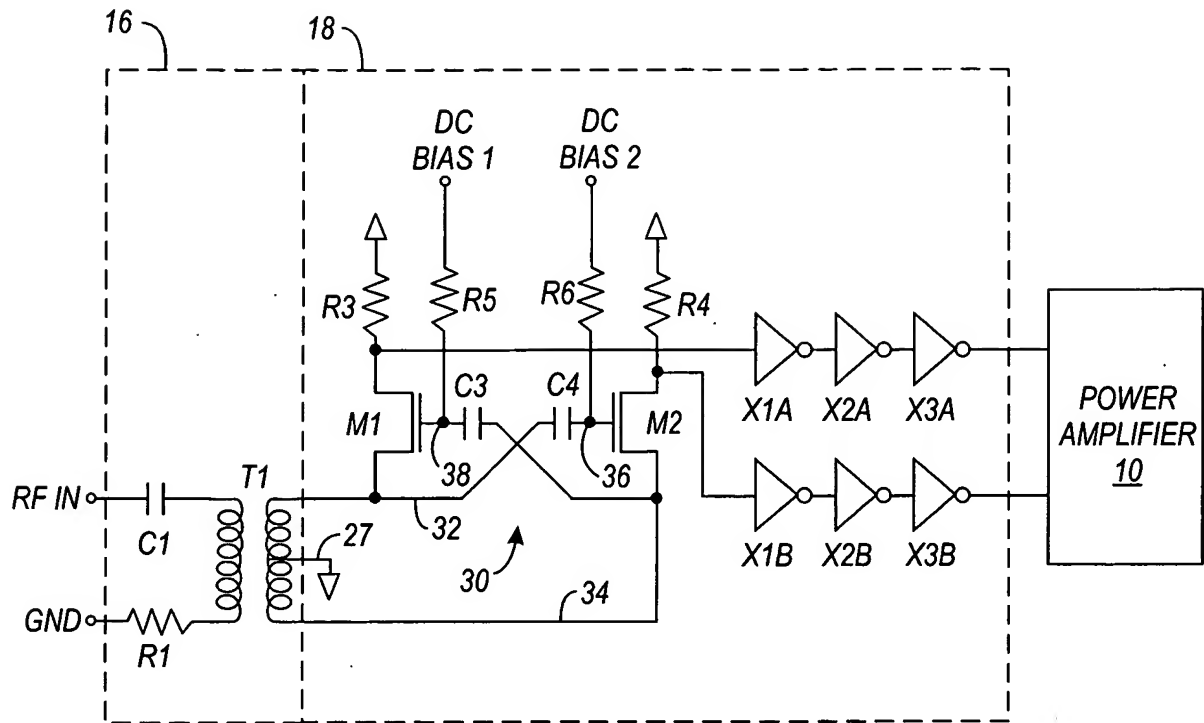 16
18
DC
BIAS 1
DC
BIAS 2
R3
R5
R6
R4
C3
C4
M1
M2
38
36
X1A
X2A
X3A
POWER
AMPLIFIER
10
RF IN
C1
T1
32
27
30
X1B
X2B
X3B
34
GND
R1